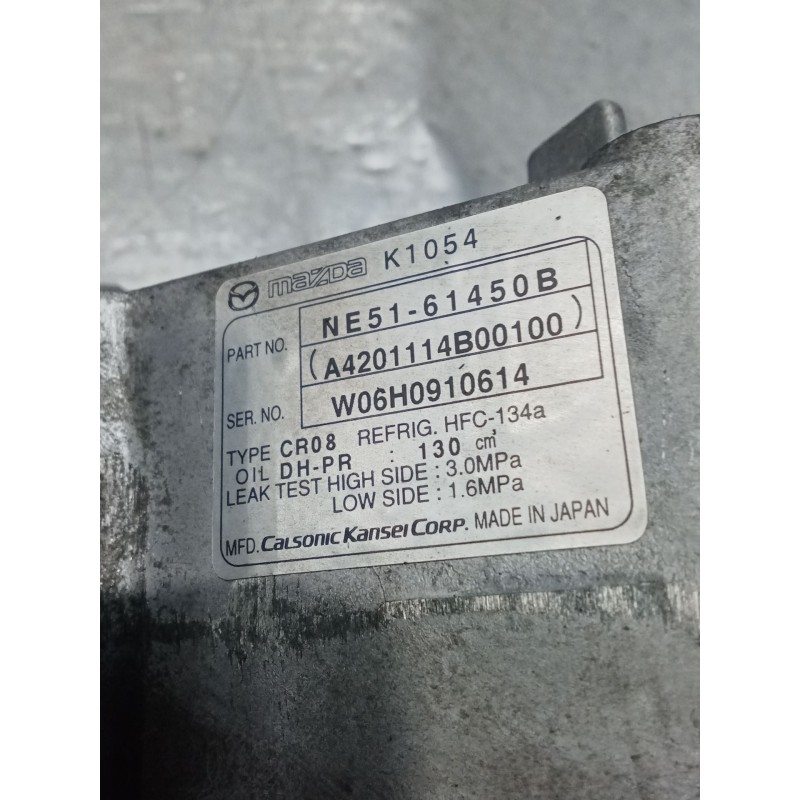 mazda K1054
PART NO. NE51-61450B
(A4201114B00100)
SER. NO. W06H0910614
TYPE CR08 REFRIG. HFC-134a
OIL DH-PR : 130 cm³
LEAK TEST HIGH SIDE : 3.0MPa
LOW SIDE : 1.6MPa
MFD. CALSONIC KANSEI CORP. MADE IN JAPAN